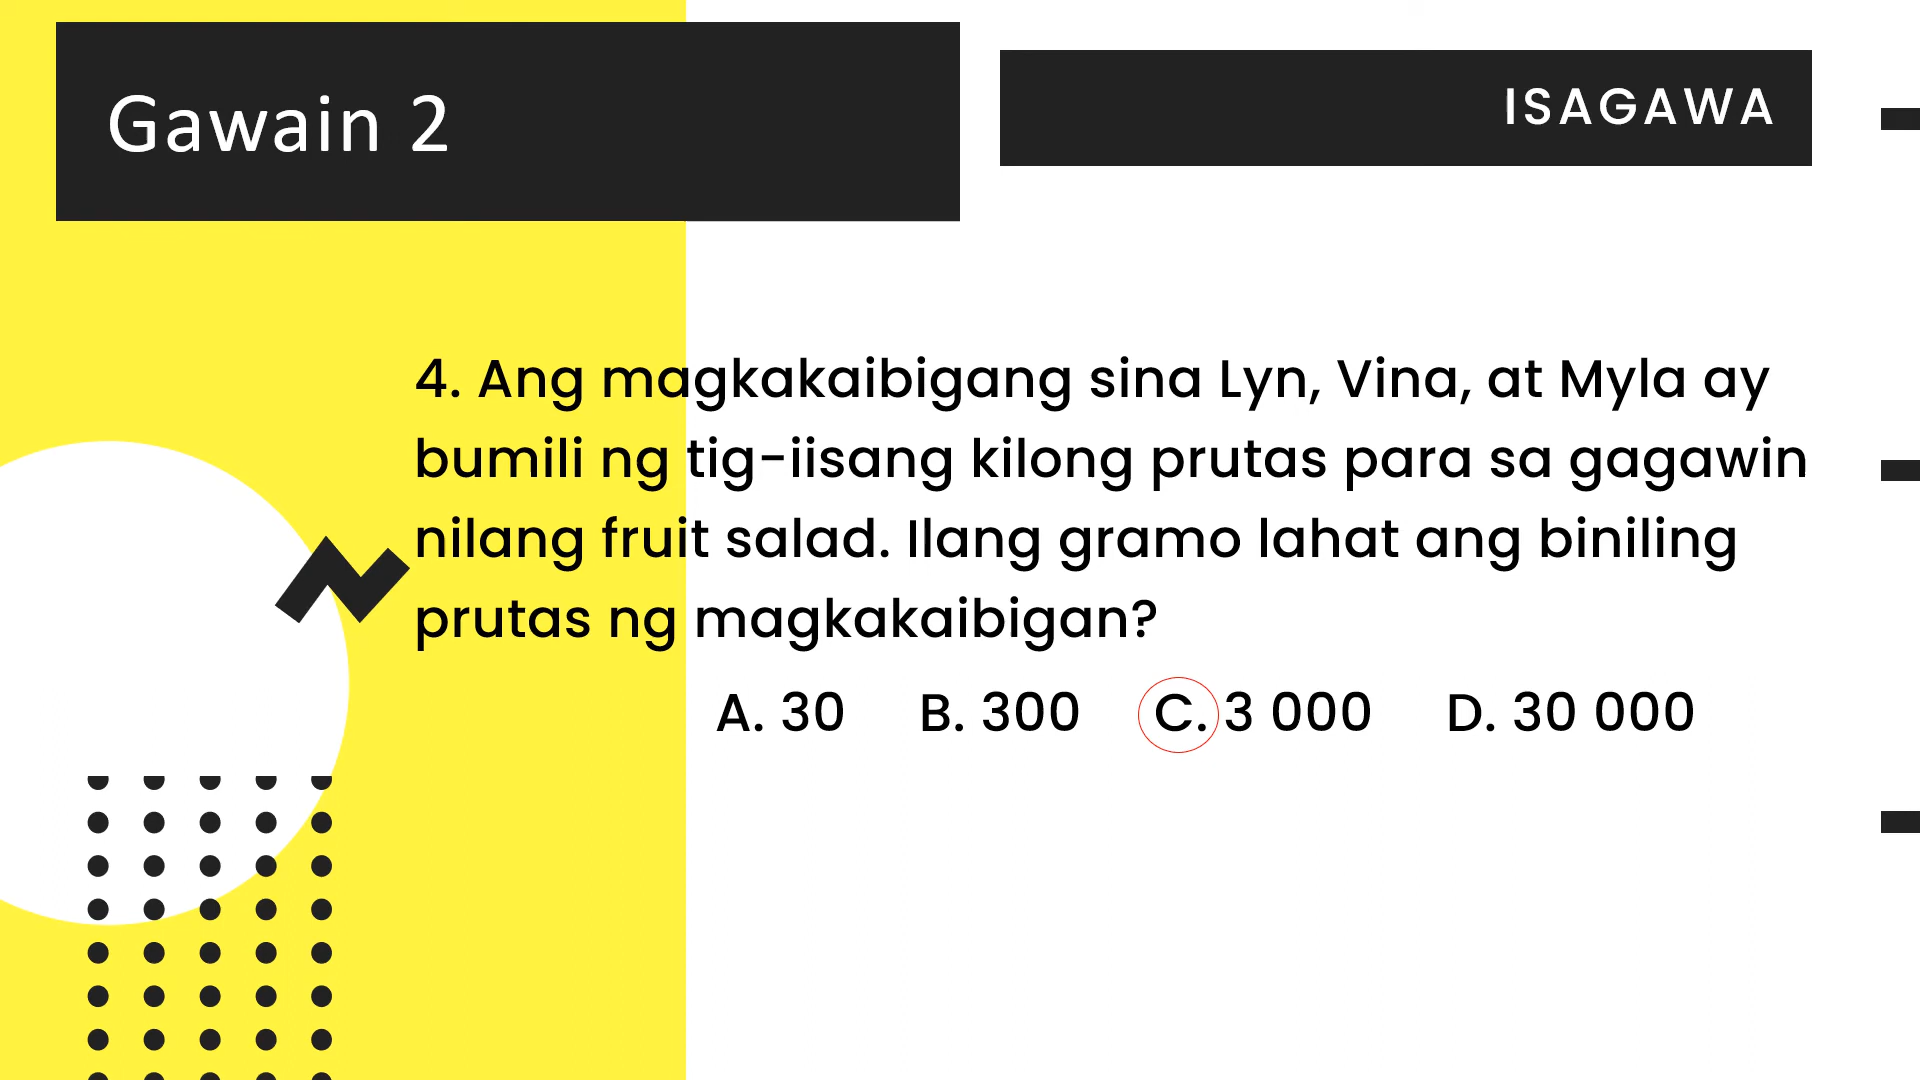 Gawain 2
ISAGAWA
4. Ang magkakaibigang sina Lyn, Vina, at Myla ay
bumili ng tig-iisang kilong prutas para sa gagawin
nilang fruit salad. Ilang gramo lahat ang biniling
prutas ng magkakaibigan?
A. 30 B. 300 C. 3 000 D. 30 000